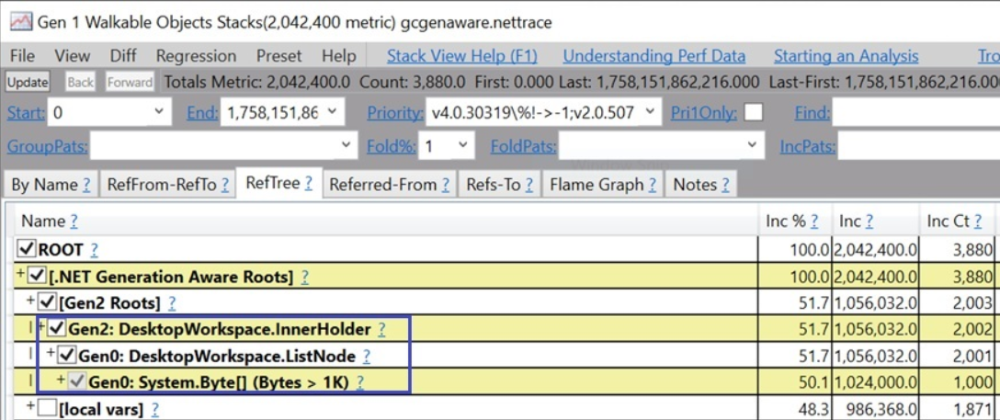 Gen 1 Walkable Objects Stacks(2,042,400 metric) gcgenaware.nettrace
File View Diff Regression Preset Help Stack View Help (F1) Understanding Perf Data Starting an Analysis Tro
Update Back Forward Totals Metric: 2,042,400.0 Count: 3,880.0 First: 0.000 Last: 1,758,151,862,216.000 Last-First: 1,758,151,862,216.000
Start: 0 End: 1,758,151,86 Priority: v4.0.30319\%!->-1;v2.0.507 Pri1Only: Find:
GroupPats: Fold%: 1 FoldPats: IncPats:
By Name ? RefFrom-RefTo ? RefTree ? Referred-From ? Refs-To ? Flame Graph ? Notes ?
Name ? Inc % ? Inc ? Inc Ct ?
ROOT ? 100.0 2,042,400.0 3,880
+ [.NET Generation Aware Roots] ? 100.0 2,042,400.0 3,880
+ [Gen2 Roots] ? 51.7 1,056,032.0 2,003
| + Gen2: DesktopWorkspace.InnerHolder ? 51.7 1,056,032.0 2,002
| + Gen0: DesktopWorkspace.ListNode ? 51.7 1,056,032.0 2,001
| + Gen0: System.Byte[] (Bytes > 1K) ? 50.1 1,024,000.0 1,000
+ [local vars] ? 48.3 986,368.0 1,871